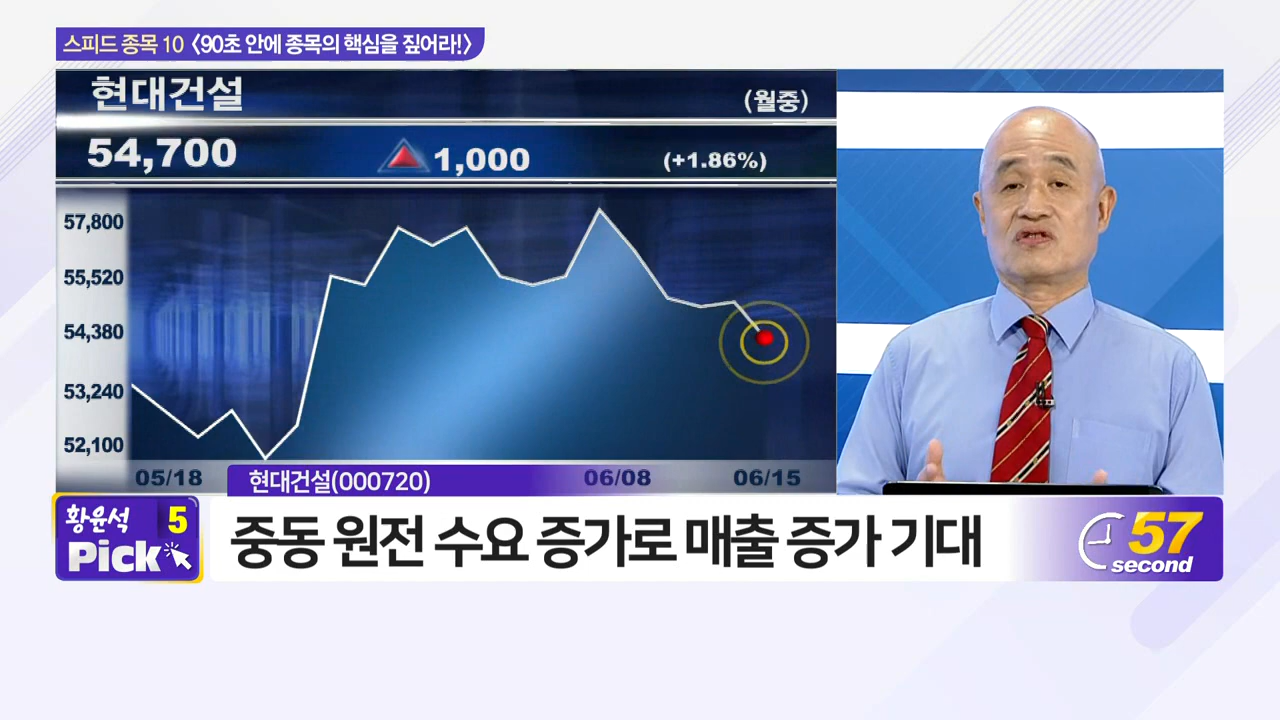 스피드 종목 10 <90초 안에 종목의 핵심을 짚어라!>
현대건설
(월중)
54,700 1,000 (+1.86%)
57,800
55,520
54,380
53,240
52,100
05/18 06/08 06/15
현대건설(000720)
황윤석 5
Pick
중동 원전 수요 증가로 매출 증가 기대
57
second